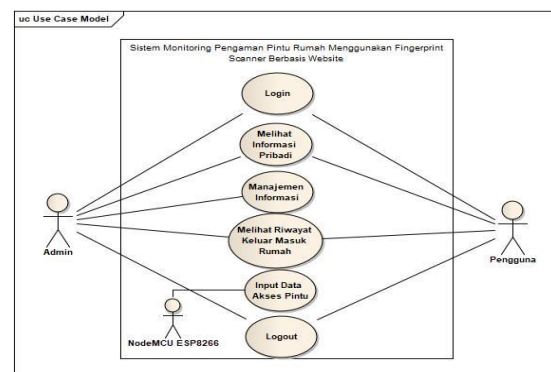 uc Use Case Model
Sistem Monitoring Pengaman Pintu Rumah Menggunakan Fingerprint
Scanner Berbasis Website
Login
Melihat
Informasi
Pribadi
Manajemen
Informasi
Melihat Riwayat
Keluar Masuk
Rumah
Admin
Pengguna
Input Data
Akses Pintu
NodeMCU ESP8266
Logout